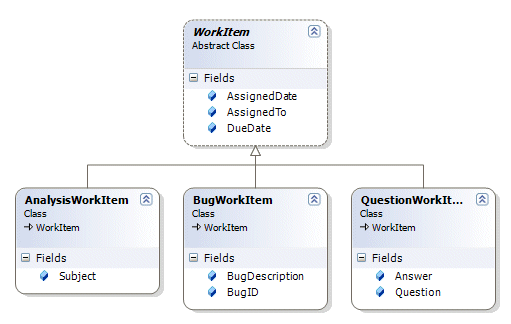 WorkItem
Abstract Class
Fields
AssignedDate
AssignedTo
DueDate
AnalysisWorkItem
Class
WorkItem
Fields
Subject
BugWorkItem
Class
WorkItem
Fields
BugDescription
BugID
QuestionWorkIt...
Class
WorkItem
Fields
Answer
Question